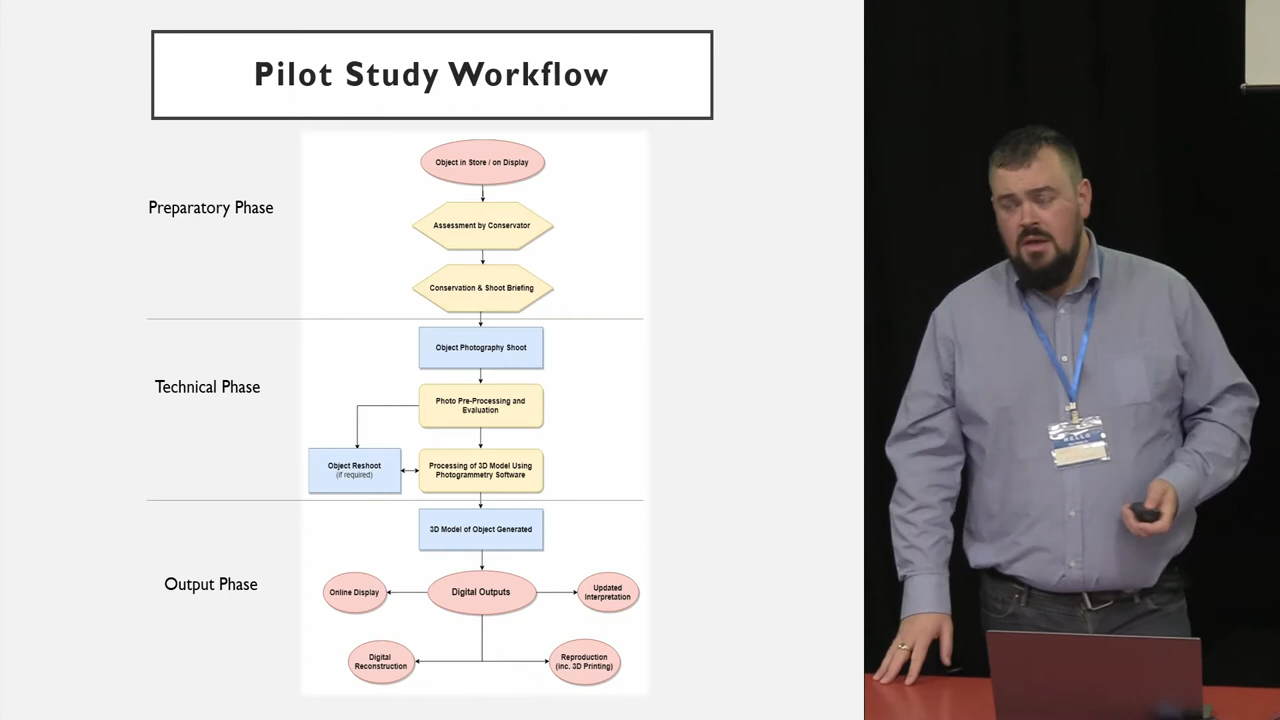 Pilot Study Workflow
Object in Store / on Display
Preparatory Phase
Assessment by Conservator
Conservation & Shoot Briefing
Object Photography Shoot
Technical Phase
Photo Pre-Processing and
Evaluation
Object Reshoot
(if required)
Processing of 3D Model Using
Photogrammetry Software
3D Model of Object Generated
Output Phase
Online Display
Digital Outputs
Updated
Interpretation
Digital
Reconstruction
Reproduction
(inc. 3D Printing)
HELLO